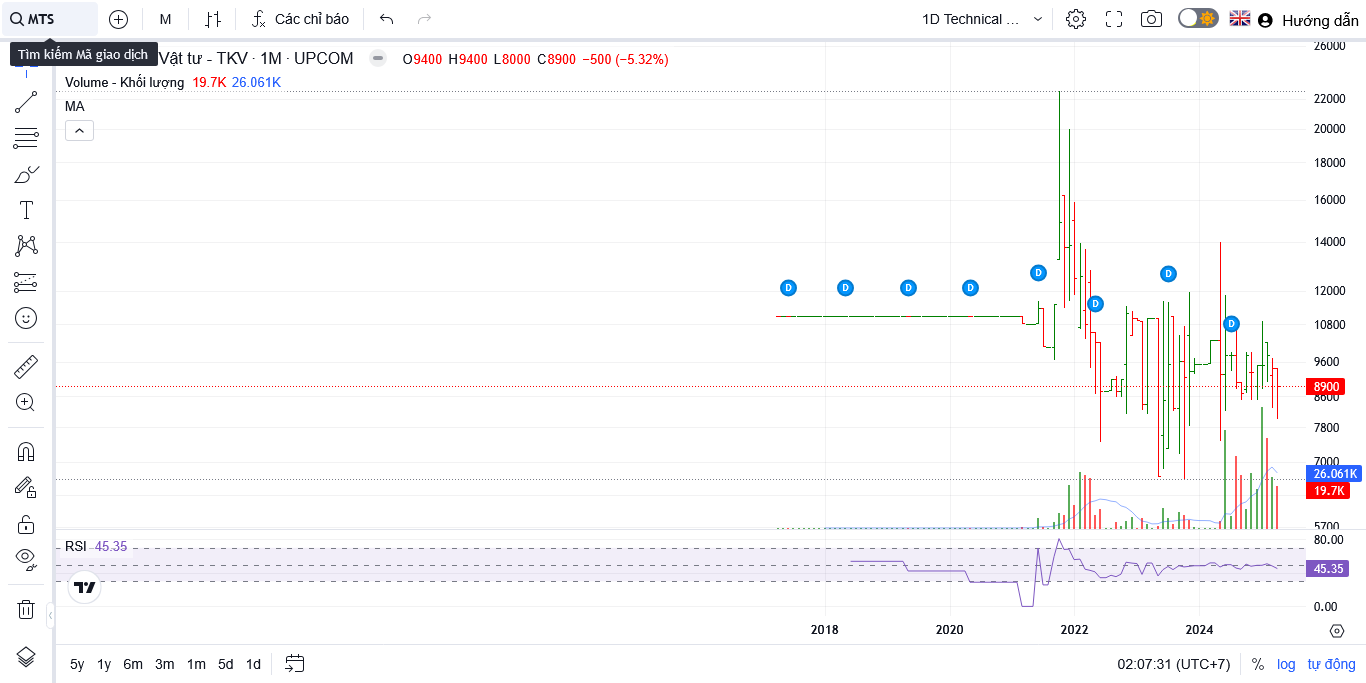 MTS
M
Các chỉ báo
1D Technical ...
Hướng dẫn
Tìm kiếm Mã giao dịch
Vật tư - TKV · 1M · UPCOM
O9400 H9400 L8000 C8900 −500 (−5.32%)
Volume - Khối lượng 19.7K 26.061K
MA
26000
22000
20000
18000
16000
14000
12000
10800
9600
8900
8600
7800
7000
26.061K
19.7K
5700
D D D D D D D D
RSI 45.35
80.00
45.35
0.00
2018 2020 2022 2024
5y 1y 6m 3m 1m 5d 1d
02:07:31 (UTC+7) % log tự động